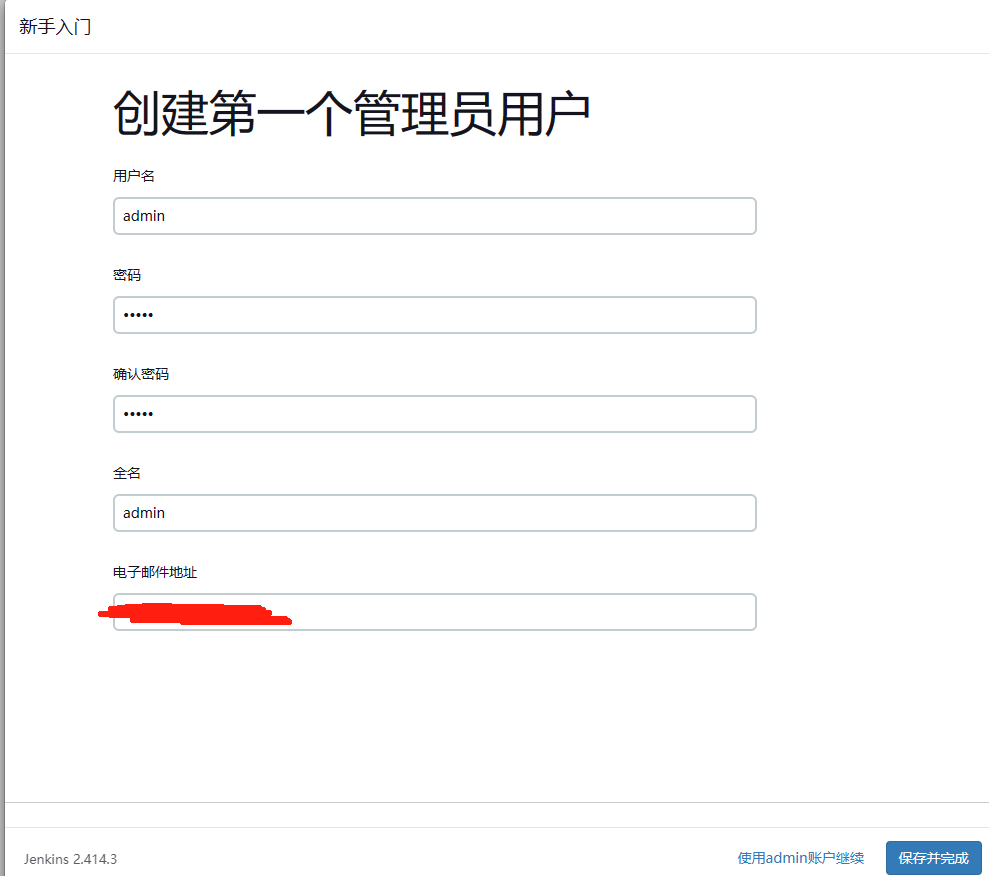 新手入门
创建第一个管理员用户
用户名
admin
密码
•••••
确认密码
•••••
全名
admin
电子邮件地址
Jenkins 2.414.3
使用admin账户继续
保存并完成